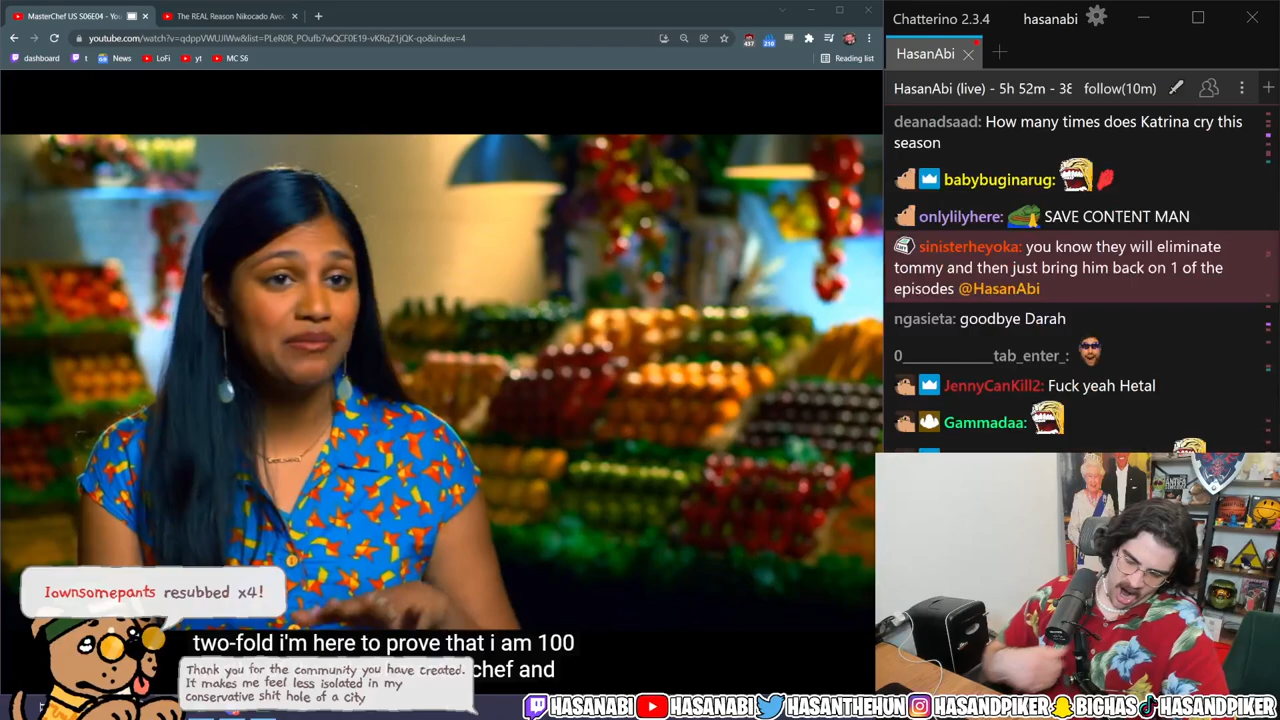 MasterChef US S06E04 -
The REAL Reason Nikocado Avo
youtube.com/watch?v=qdppVWUJIWw&list=PLeR0R_POufb7wQCF0E19-vKRqZ1jQK-qo&index=4
437
210
dashboard
t
News
LoFi
yt
MC S6
Reading list
Chatterino 2.3.4
hasanabi
HasanAbi
HasanAbi (live) - 5h 52m - 38
follow(10m)
deanadsaad: How many times does Katrina cry this
season
babybuginarug:
onlylilyhere: SAVE CONTENT MAN
sinisterheyoka: you know they will eliminate
tommy and then just bring him back on 1 of the
episodes @HasanAbi
ngasieta: goodbye Darah
0___________tab_enter_:
JennyCanKill2: Fuck yeah Hetal
Gammadaa:
Iownsomepants resubbed x4!
two-fold i'm here to prove that i am 100
chef and
Thank you for the community you have created.
It makes me feel less isolated in my
conservative shit hole of a city
HASANABI HASANABI HASANTHEHUN HASANDPIKER BIGHAS HASANDPIKER